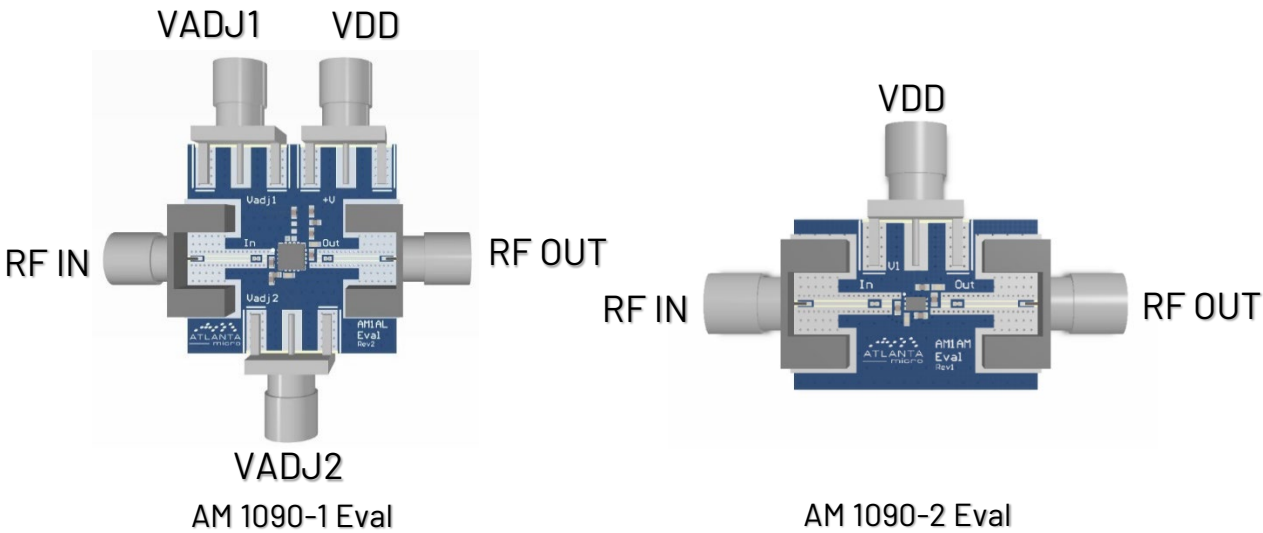 VADJ1 VDD
Vadj1 +V
In Out
RF IN
RF OUT
Vadj2
ATLANTA
micro
AM1AL
Eval
Rev2
VADJ2
AM 1090-1 Eval
VDD
V1
In Out
RF IN
RF OUT
ATLANTA
micro
AM1AM
Eval
Rev1
AM 1090-2 Eval